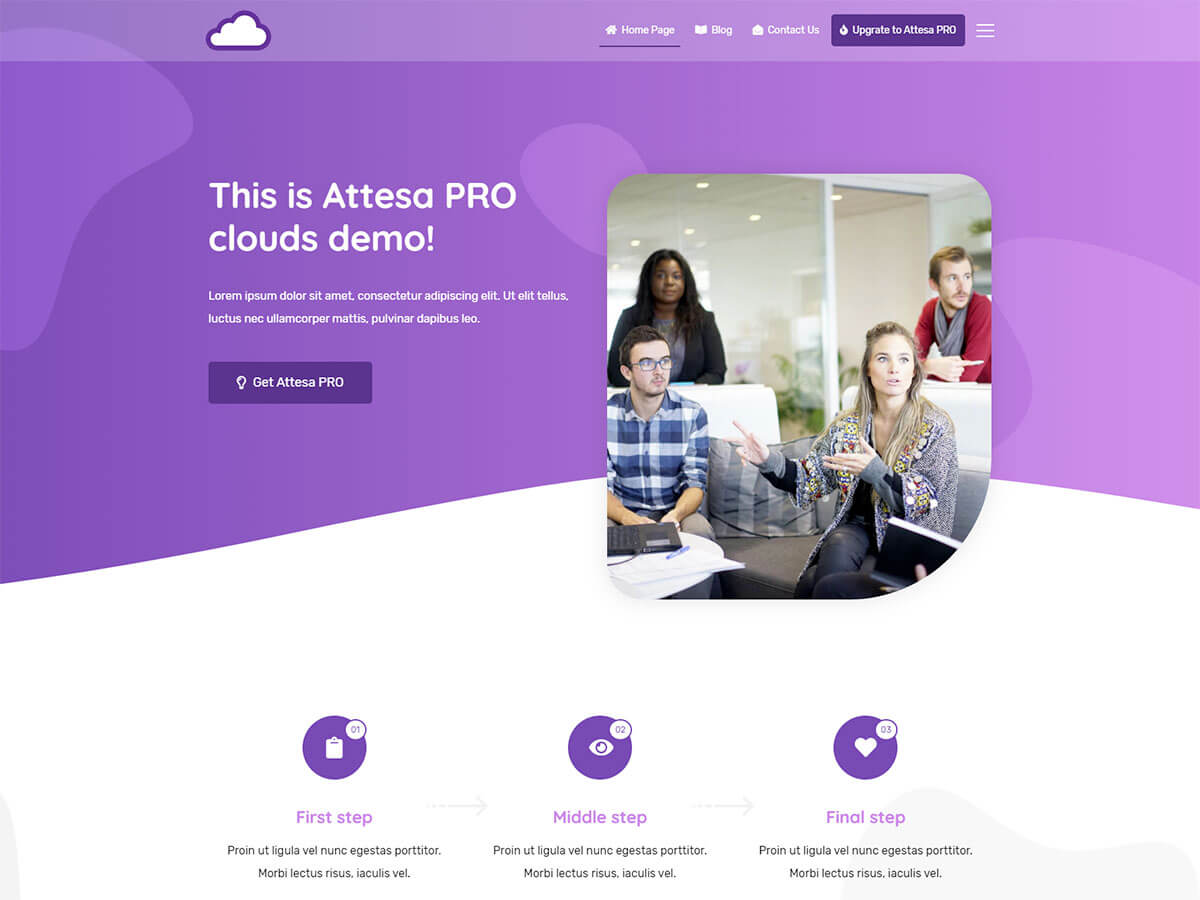 Home Page
Blog
Contact Us
Upgrate to Attesa PRO
This is Attesa PRO
clouds demo!
Lorem ipsum dolor sit amet, consectetur adipiscing elit. Ut elit tellus,
luctus nec ullamcorper mattis, pulvinar dapibus leo.
Get Attesa PRO
01
02
03
First step
Middle step
Final step
Proin ut ligula vel nunc egestas porttitor.
Morbi lectus risus, iaculis vel.
Proin ut ligula vel nunc egestas porttitor.
Morbi lectus risus, iaculis vel.
Proin ut ligula vel nunc egestas porttitor.
Morbi lectus risus, iaculis vel.